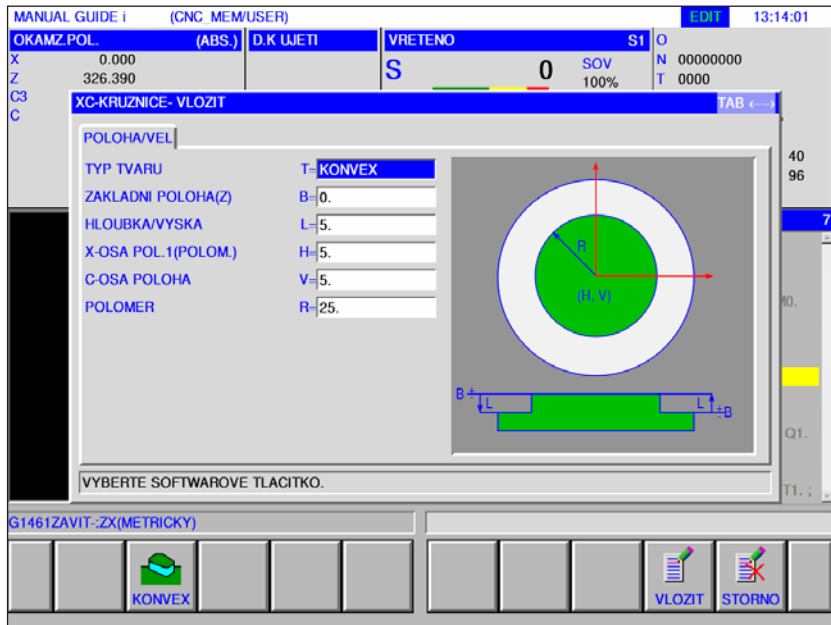 MANUAL GUIDE i (CNC_MEM/USER) EDIT 13:14:01
OKAMZ.POL. (ABS.) D.K UJETI VRETENO S1 O
X 0.000 S 0 SOV N 00000000
Z 326.390 100% T 0000
C3
C
XC-KRUZNICE- VLOZIT TAB ←→
POLOHA/VEL
TYP TVARU T= KONVEX
ZAKLADNI POLOHA(Z) B= 0.
HLOUBKA/VYSKA L= 5.
X-OSA POL.1(POLOM.) H= 5.
C-OSA POLOHA V= 5.
POLOMER R= 25.
R
(H, V)
B ± L L ±B
40
96
7
M0.
Q1.
T1. ;
VYBERTE SOFTWAROVE TLACITKO.
G1461ZAVIT-:ZX(METRICKY)
KONVEX VLOZIT STORNO